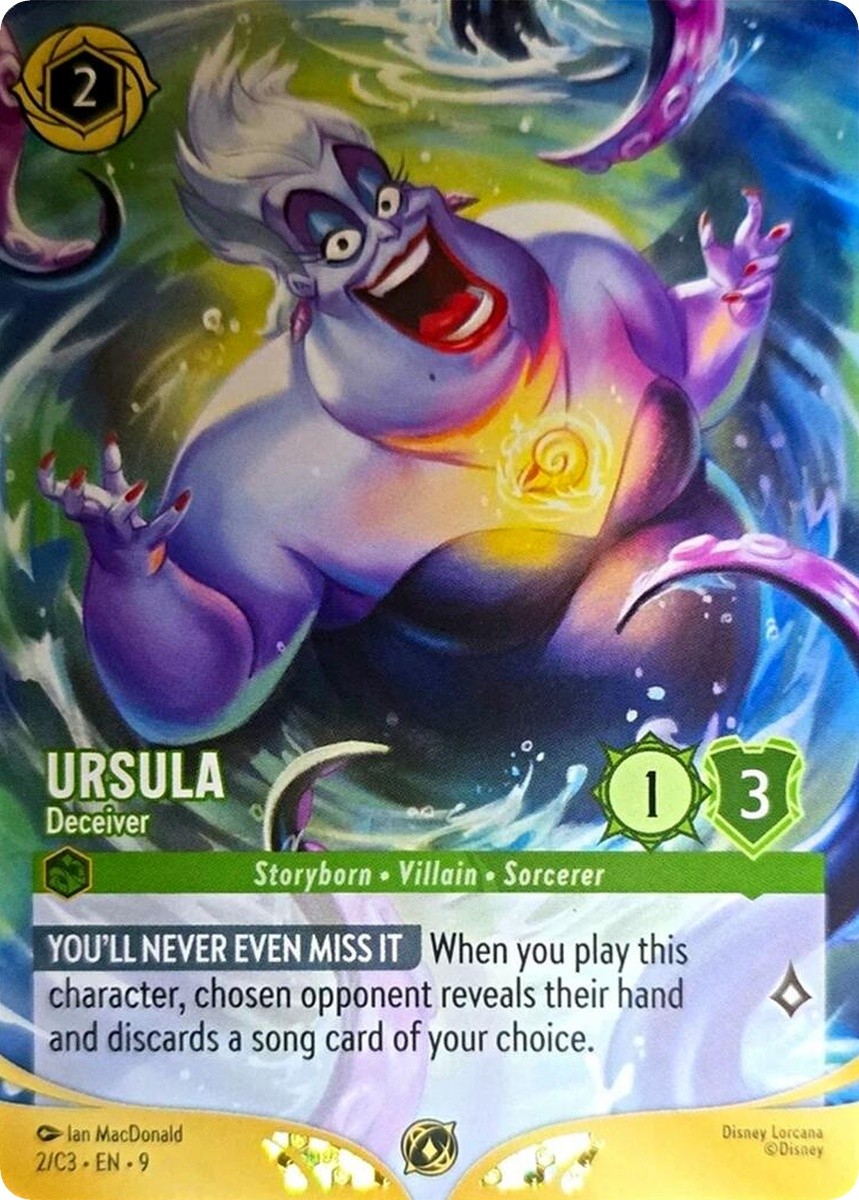 2
URSULA
Deceiver
1
3
Storyborn • Villain • Sorcerer
YOU'LL NEVER EVEN MISS IT When you play this
character, chosen opponent reveals their hand
and discards a song card of your choice.
Ian MacDonald
2/C3 • EN • 9
Disney Lorcana
©Disney